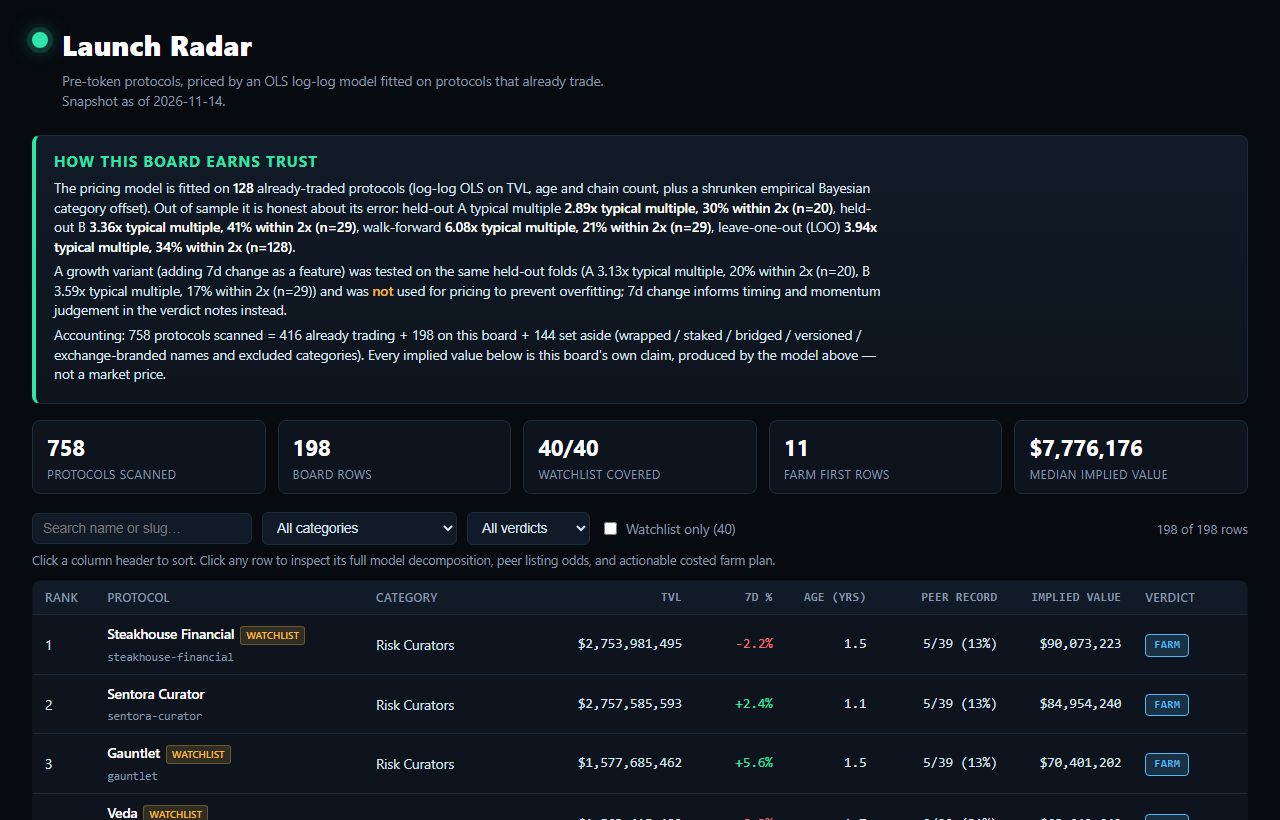 Launch Radar
Pre-token protocols, priced by an OLS log-log model fitted on protocols that already trade.
Snapshot as of 2026-11-14.
HOW THIS BOARD EARNS TRUST
The pricing model is fitted on 128 already-traded protocols (log-log OLS on TVL, age and chain count, plus a shrunken empirical Bayesian
category offset). Out of sample it is honest about its error: held-out A typical multiple 2.89x typical multiple, 30% within 2x (n=20), held-
out B 3.36x typical multiple, 41% within 2x (n=29), walk-forward 6.08x typical multiple, 21% within 2x (n=29), leave-one-out (LOO) 3.94x
typical multiple, 34% within 2x (n=128).
A growth variant (adding 7d change as a feature) was tested on the same held-out folds (A 3.13x typical multiple, 20% within 2x (n=20), B
3.59x typical multiple, 17% within 2x (n=29)) and was not used for pricing to prevent overfitting; 7d change informs timing and momentum
judgement in the verdict notes instead.
Accounting: 758 protocols scanned = 416 already trading + 198 on this board + 144 set aside (wrapped / staked / bridged / versioned /
exchange-branded names and excluded categories). Every implied value below is this board's own claim, produced by the model above —
not a market price.
758
PROTOCOLS SCANNED
198
BOARD ROWS
40/40
WATCHLIST COVERED
11
FARM FIRST ROWS
$7,776,176
MEDIAN IMPLIED VALUE
Search name or slug... All categories All verdicts Watchlist only (40) 198 of 198 rows
Click a column header to sort. Click any row to inspect its full model decomposition, peer listing odds, and actionable costed farm plan.
RANK PROTOCOL CATEGORY TVL 7D % AGE (YRS) PEER RECORD IMPLIED VALUE VERDICT
1 Steakhouse Financial WATCHLIST Risk Curators $2,753,981,495 -2.2% 1.5 5/39 (13%) $90,073,223 FARM
steakhouse-financial
2 Sentora Curator Risk Curators $2,757,585,593 +2.4% 1.1 5/39 (13%) $84,954,240 FARM
sentora-curator
3 Gauntlet WATCHLIST Risk Curators $1,577,685,462 +5.6% 1.5 5/39 (13%) $70,401,202 FARM
gauntlet
Veda WATCHLIST